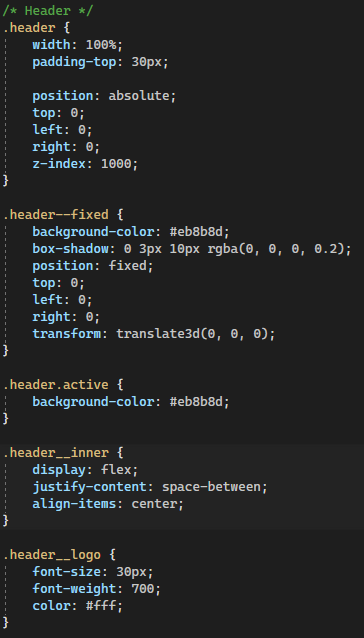 /* Header */
.header {
    width: 100%;
    padding-top: 30px;

    position: absolute;
    top: 0;
    left: 0;
    right: 0;
    z-index: 1000;
}

.header--fixed {
    background-color: #eb8b8d;
    box-shadow: 0 3px 10px rgba(0, 0, 0, 0.2);
    position: fixed;
    top: 0;
    left: 0;
    right: 0;
    transform: translate3d(0, 0, 0);
}

.header.active {
    background-color: #eb8b8d;
}

.header__inner {
    display: flex;
    justify-content: space-between;
    align-items: center;
}

.header__logo {
    font-size: 30px;
    font-weight: 700;
    color: #fff;
}